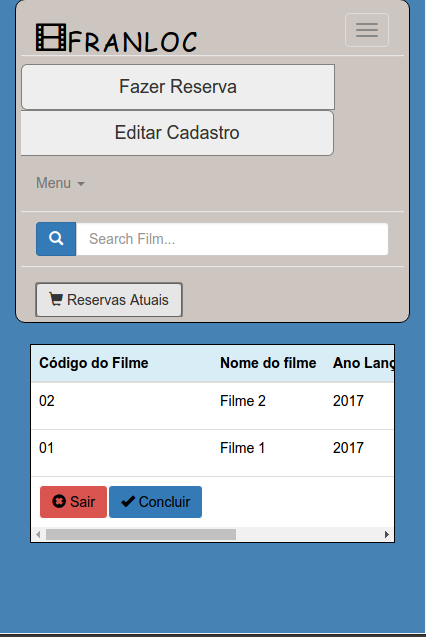 FRANLOC
Fazer Reserva
Editar Cadastro
Menu
Search Film...
Reservas Atuais
Código do Filme Nome do filme Ano Lanç
02 Filme 2 2017
01 Filme 1 2017
Sair Concluir